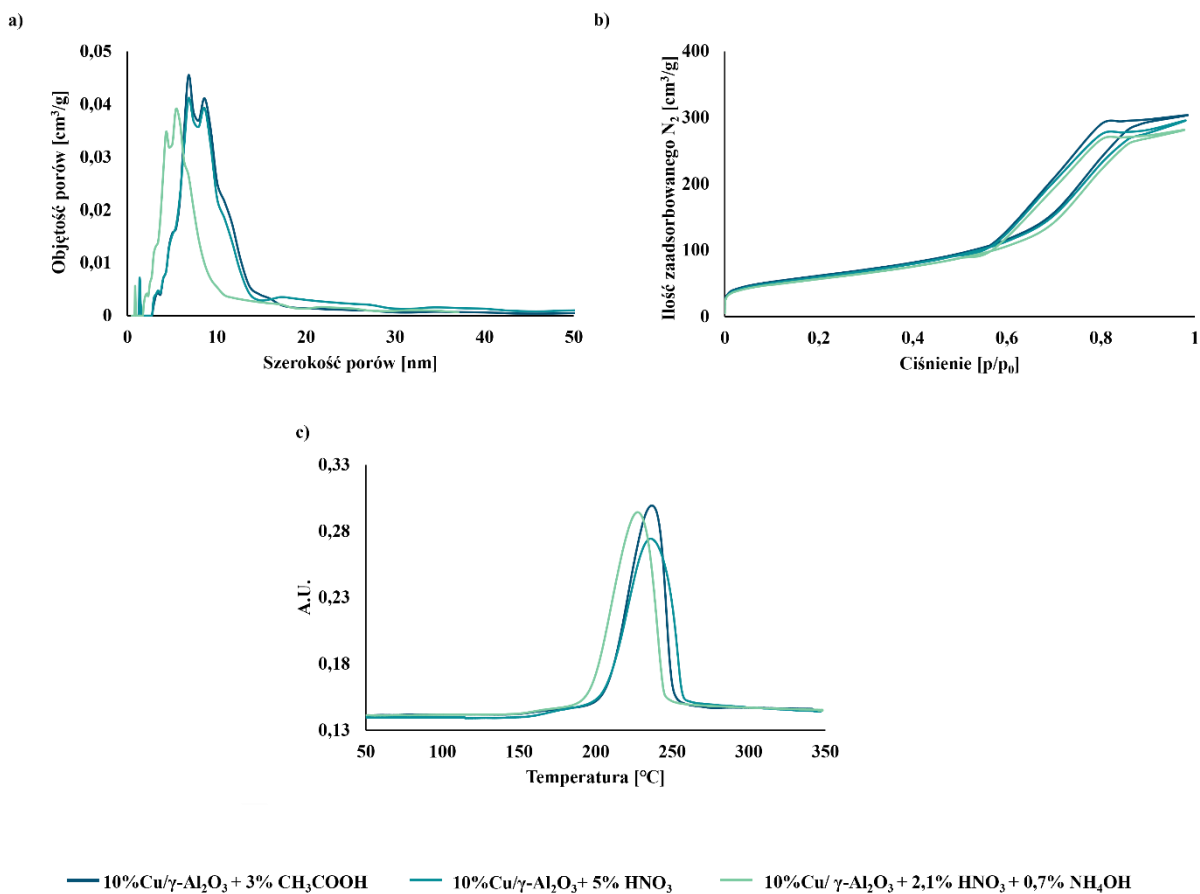 a)
b)
Objętość porów [cm³/g]
0,05
0,04
0,03
0,02
0,01
0
0 10 20 30 40 50
Szerokość porów [nm]
Ilość zaadsorbowanego N₂ [cm³/g]
400
300
200
100
0
0 0,2 0,4 0,6 0,8 1
Ciśnienie [p/p₀]
c)
A.U.
0,33
0,28
0,23
0,18
0,13
50 100 150 200 250 300 350
Temperatura [°C]
10%Cu/γ-Al₂O₃ + 3% CH₃COOH
10%Cu/γ-Al₂O₃+ 5% HNO₃
10%Cu/ γ-Al₂O₃ + 2,1% HNO₃ + 0,7% NH₄OH